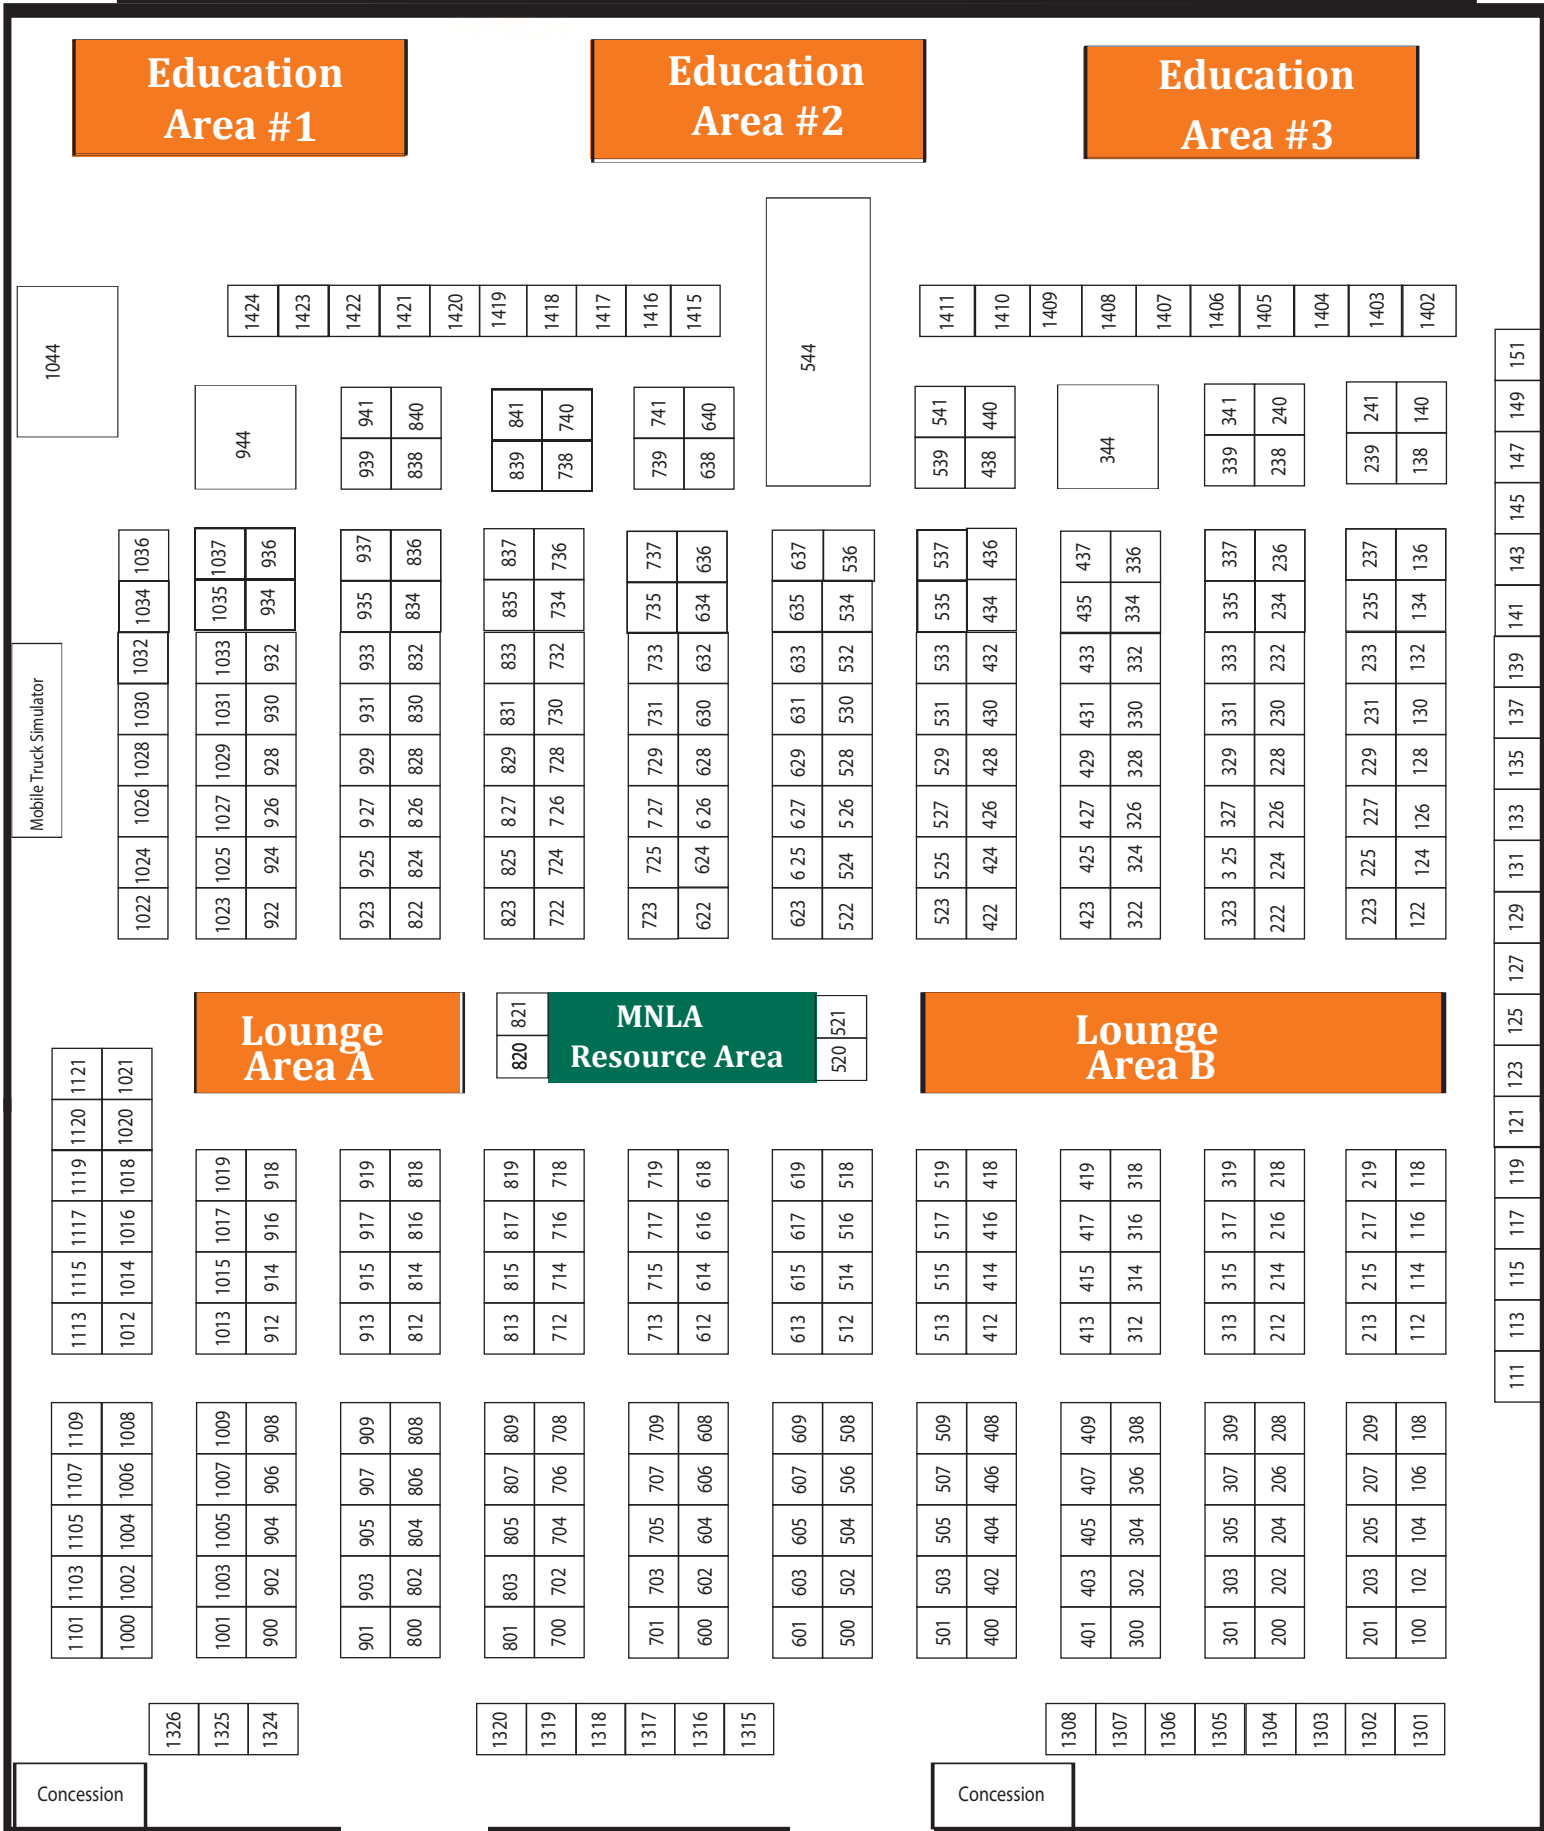 Education
Area #1
Education
Area #2
Education
Area #3
1424 1423 1422 1421 1420 1419 1418 1417 1416 1415
1411 1410 1409 1408 1407 1406 1405 1404 1403 1402
1044
544
151
944
941 840
841 740
741 640
541 440
344
341 240
241 140
149
939 838
839 738
739 638
539 438
339 238
239 138
147
145
1036 1037 936 937 836 837 736 737 636 637 536 537 436 437 336 337 236 237 136 143
1034 1035 934 935 834 835 734 735 634 635 534 535 434 435 334 335 234 235 134 141
1032 1033 932 933 832 833 732 733 632 633 532 533 432 433 332 333 232 233 132 139
1030 1031 930 931 830 831 730 731 630 631 530 531 430 431 330 331 230 231 130 137
Mobile Truck Simulator
1028 1029 928 929 828 829 728 729 628 629 528 529 428 429 328 329 228 229 128 135
1026 1027 926 927 826 827 726 7 27 6 26 6 27 5 26 527 426 427 326 327 226 227 126 133
1024 1025 924 925 824 825 724 725 624 6 25 524 525 424 425 324 3 25 224 225 124 131
1022 1023 922 923 822 823 722 723 622 623 522 523 422 423 322 323 222 223 122 129
127
Lounge
Area A
821
820
MNLA
Resource Area
521
520
Lounge
Area B
125
1121 1021 123
1120 1020 121
1119 1018 1019 918 919 818 819 718 719 618 619 518 519 418 419 318 319 218 219 118 119
1117 1016 1017 916 917 816 817 716 717 616 617 516 517 416 417 316 317 216 217 116 117
1115 1014 1015 914 915 814 815 714 715 614 615 514 515 414 415 314 315 214 215 114 115
1113 1012 1013 912 913 812 813 712 713 612 613 512 513 412 413 312 313 212 213 112 113
111
1109 1008 1009 908 909 808 809 708 709 608 609 508 509 408 409 308 309 208 209 108
1107 1006 1007 906 907 806 807 706 707 606 607 506 507 406 407 306 307 206 207 106
1105 1004 1005 904 905 804 805 704 705 604 605 504 505 404 405 304 305 204 205 104
1103 1002 1003 902 903 802 803 702 703 602 603 502 503 402 403 302 303 202 203 102
1101 1000 1001 900 901 800 801 700 701 600 601 500 501 400 401 300 301 200 201 100
1326 1325 1324
1320 1319 1318 1317 1316 1315
1308 1307 1306 1305 1304 1303 1302 1301
Concession
Concession